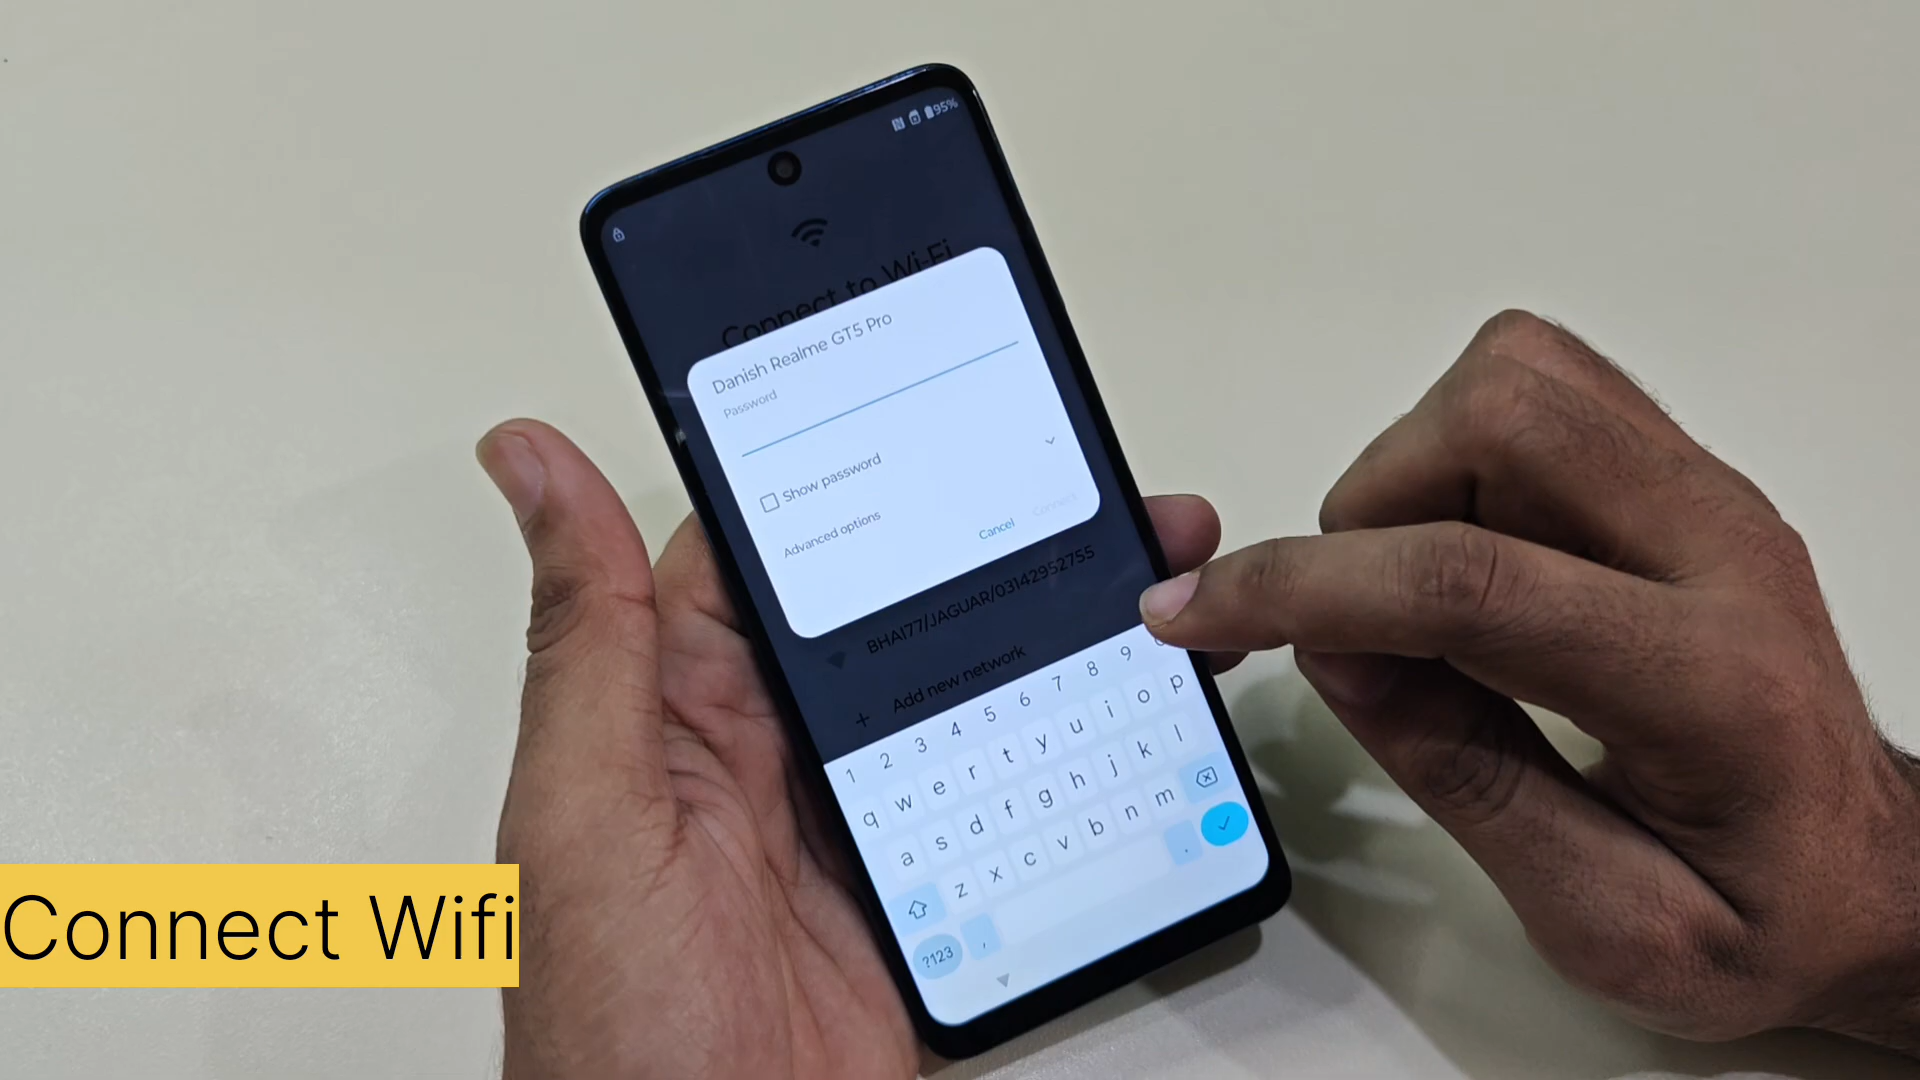 95%
Connect to Wi-Fi
Danish Realme GT5 Pro
Password
Show password
Advanced options
Cancel Connect
BHAI77/JAGUAR/03142952755
Add new network
1 2 3 4 5 6 7 8 9
q w e r t y u i o p
a s d f g h j k l
z x c v b n m
?123 , .
Connect Wifi